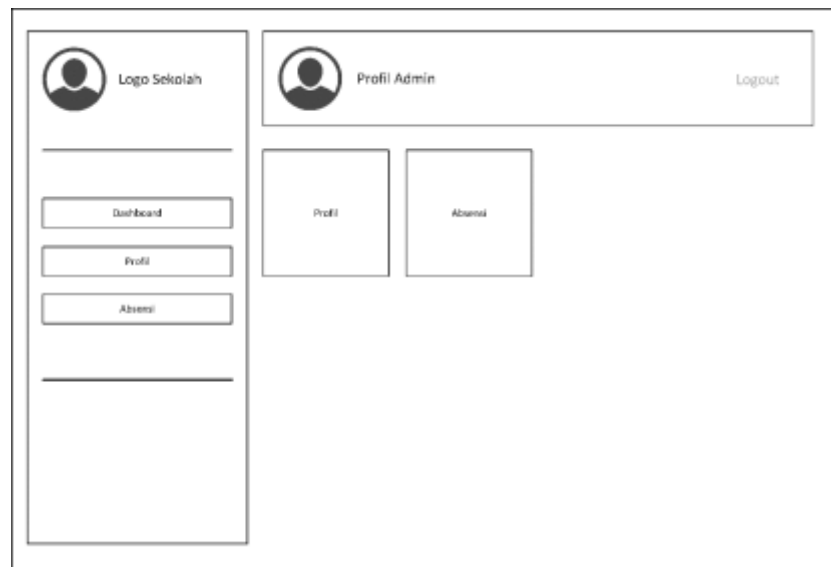 Logo Sekolah
Profil Admin
Logout
Dashboard
Profil
Absensi
Profil
Absensi